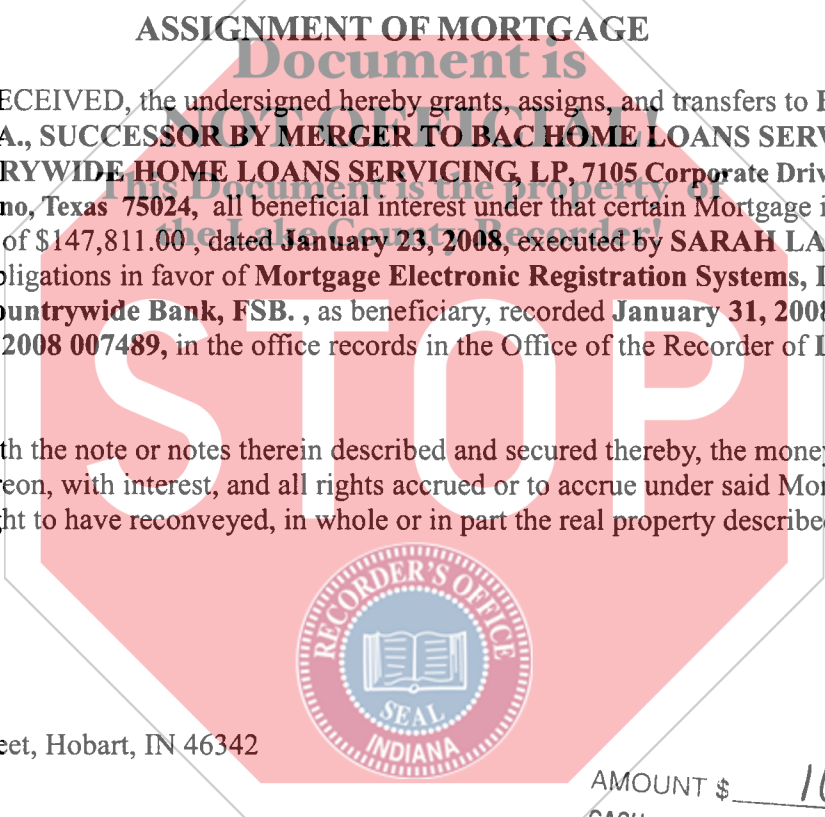 ASSIGNMENT OF MORTGAGE
Document is
ECEIVED, the undersigned hereby grants, assigns, and transfers to
NOT OFFICIAL!
A., SUCCESSOR BY MERGER TO BAC HOME LOANS SERV
RYWIDE HOME LOANS SERVICING, LP, 7105 Corporate Driv
This Document is the property of
no, Texas 75024, all beneficial interest under that certain Mortgage i
the Lake County Recorder!
of $147,811.00 , dated January 23, 2008, executed by SARAH LA
bligations in favor of Mortgage Electronic Registration Systems, I
ountrywide Bank, FSB. , as beneficiary, recorded January 31, 2008
2008 007489, in the office records in the Office of the Recorder of L
STOP
th the note or notes therein described and secured thereby, the money
reon, with interest, and all rights accrued or to accrue under said Mor
ght to have reconveyed, in whole or in part the real property described
RECORDER'S OFFICE
SEAL
INDIANA
eet, Hobart, IN 46342
AMOUNT $ 1